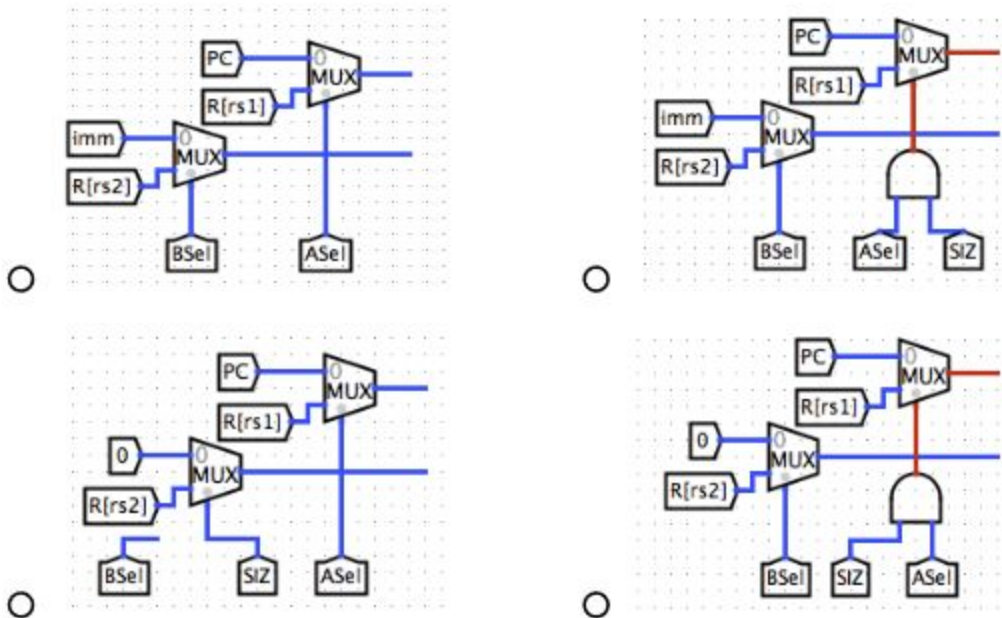 PC
0
MUX
R[rs1]
imm
0
MUX
R[rs2]
BSel
ASel
PC
0
MUX
R[rs1]
imm
0
MUX
R[rs2]
BSel
ASel
SIZ
PC
0
MUX
R[rs1]
0
0
MUX
R[rs2]
BSel
SIZ
ASel
PC
0
MUX
R[rs1]
0
0
MUX
R[rs2]
BSel
SIZ
ASel